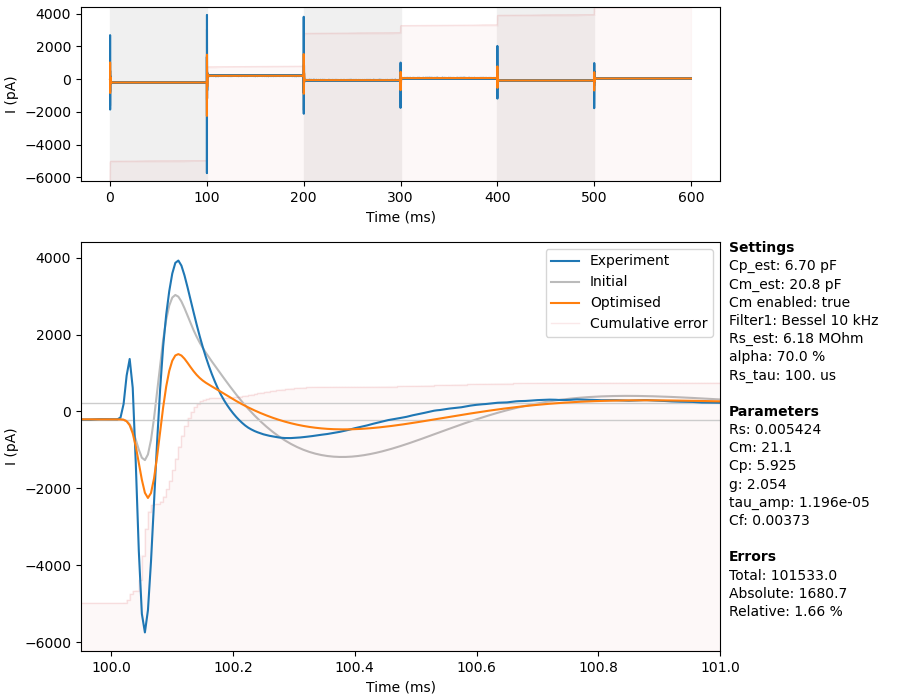 4000
2000
0
−2000
−4000
−6000
I (pA)
0 100 200 300 400 500 600
Time (ms)
4000
2000
0
−2000
−4000
−6000
I (pA)
Experiment
Initial
Optimised
Cumulative error
100.0 100.2 100.4 100.6 100.8 101.0
Time (ms)
Settings
Cp_est: 6.70 pF
Cm_est: 20.8 pF
Cm enabled: true
Filter1: Bessel 10 kHz
Rs_est: 6.18 MOhm
alpha: 70.0 %
Rs_tau: 100. us
Parameters
Rs: 0.005424
Cm: 21.1
Cp: 5.925
g: 2.054
tau_amp: 1.196e-05
Cf: 0.00373
Errors
Total: 101533.0
Absolute: 1680.7
Relative: 1.66 %